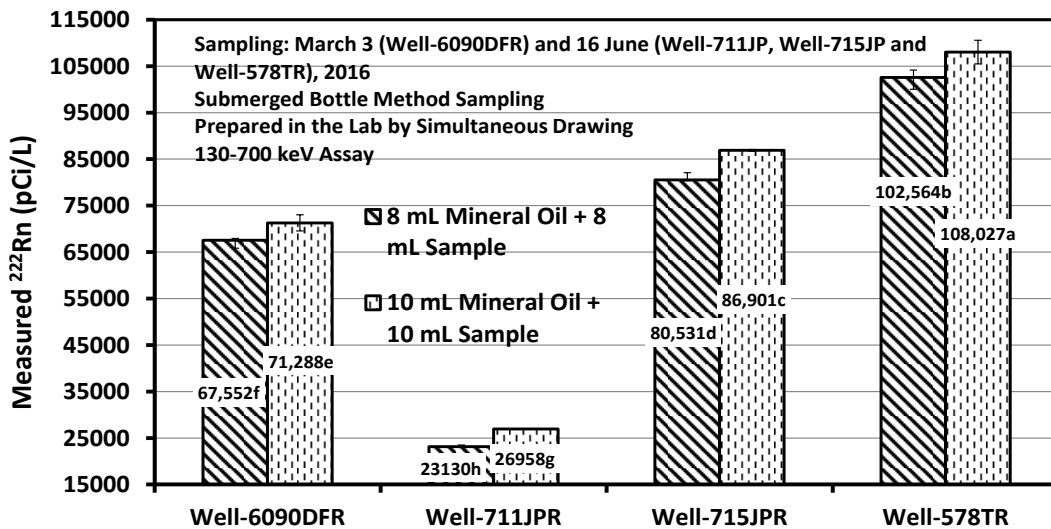 Measured ²²²Rn (pCi/L)
115000
105000
95000
85000
75000
65000
55000
45000
35000
25000
15000
Sampling: March 3 (Well-6090DFR) and 16 June (Well-711JP, Well-715JP and
Well-578TR), 2016
Submerged Bottle Method Sampling
Prepared in the Lab by Simultaneous Drawing
130-700 keV Assay
8 mL Mineral Oil + 8
mL Sample
10 mL Mineral Oil +
10 mL Sample
67,552f
71,288e
23130h
26958g
80,531d
86,901c
102,564b
108,027a
Well-6090DFR
Well-711JPR
Well-715JPR
Well-578TR